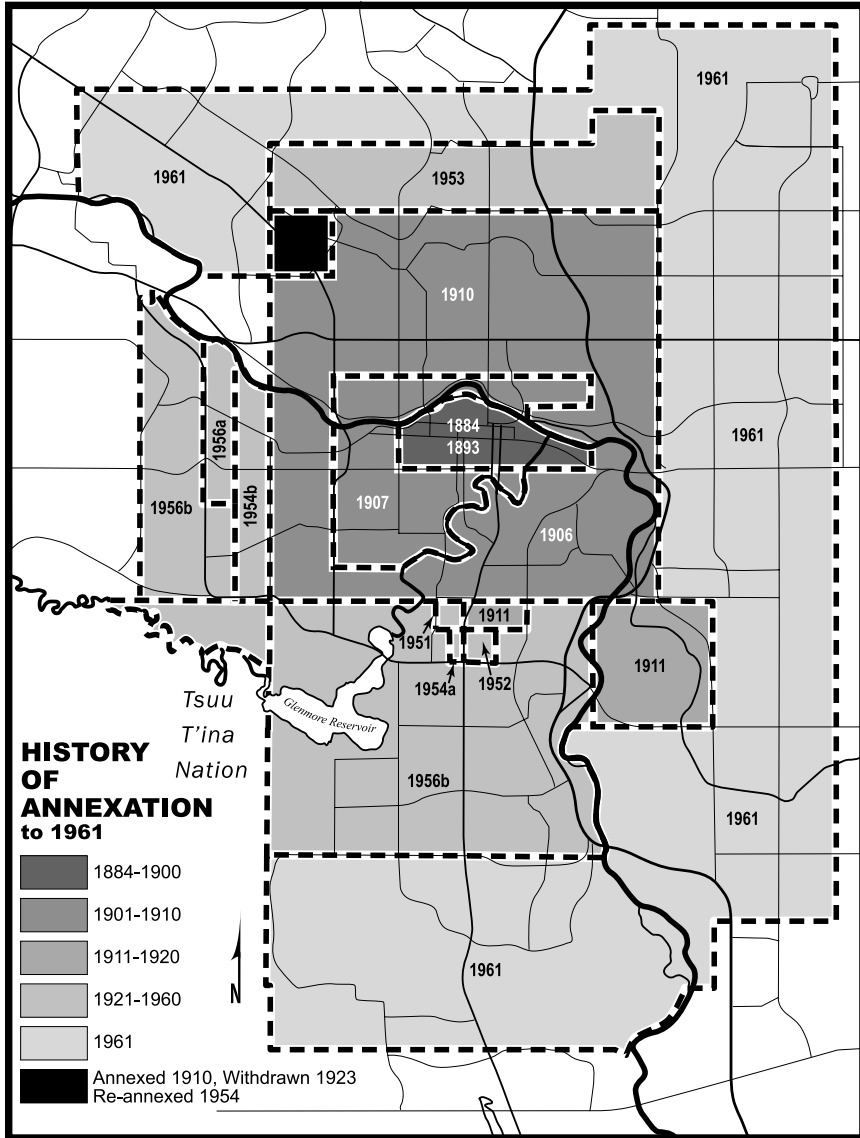 1961
1961
1953
1910
1884
1893
1961
1956a
1954b
1956b
1907
1906
1911
1951
1911
1954a
1952
Tsuu
T'ina
Nation
Glenmore Reservoir
1956b
1961
1961
HISTORY
OF
ANNEXATION
to 1961
1884-1900
1901-1910
1911-1920
1921-1960
1961
Annexed 1910, Withdrawn 1923
Re-annexed 1954
N